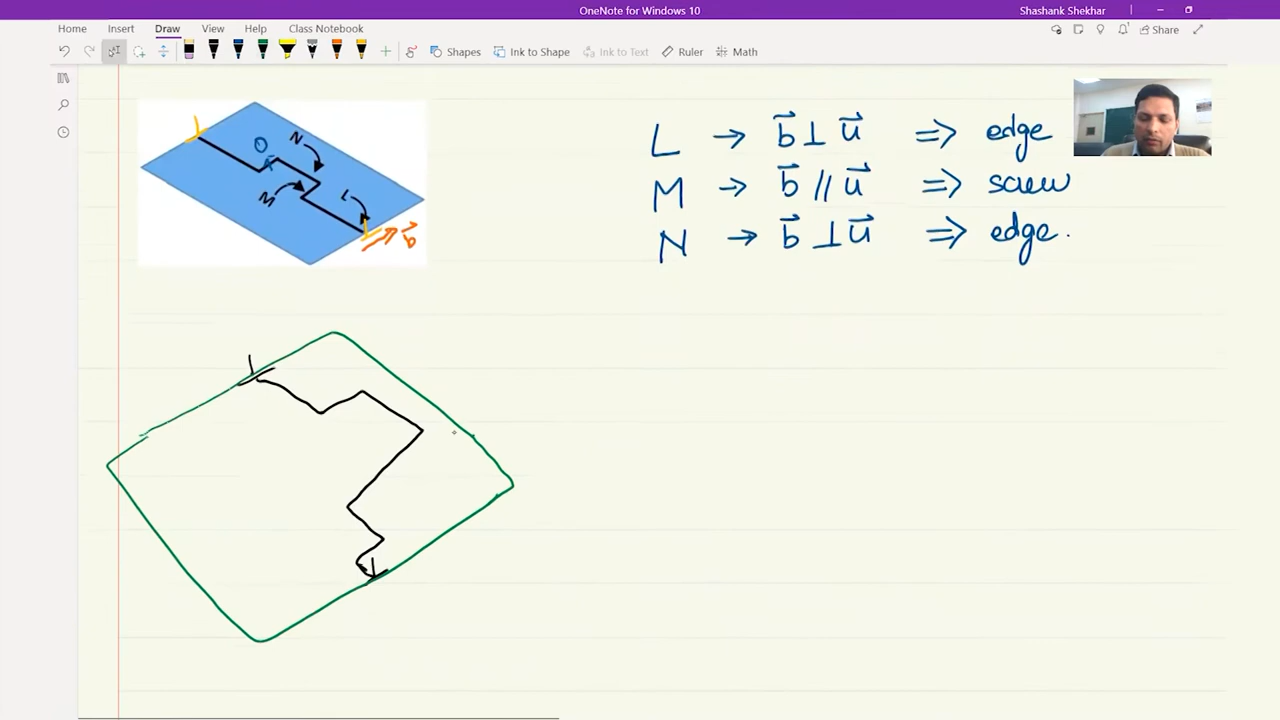 OneNote for Windows 10
Shashank Shekhar
Home Insert Draw View Help Class Notebook
Shapes Ink to Shape Ink to Text Ruler Math
Share
O N
M L
b⃗
L → b⃗ ⊥ u⃗ ⇒ edge
M → b⃗ // u⃗ ⇒ screw
N → b⃗ ⊥ u⃗ ⇒ edge.